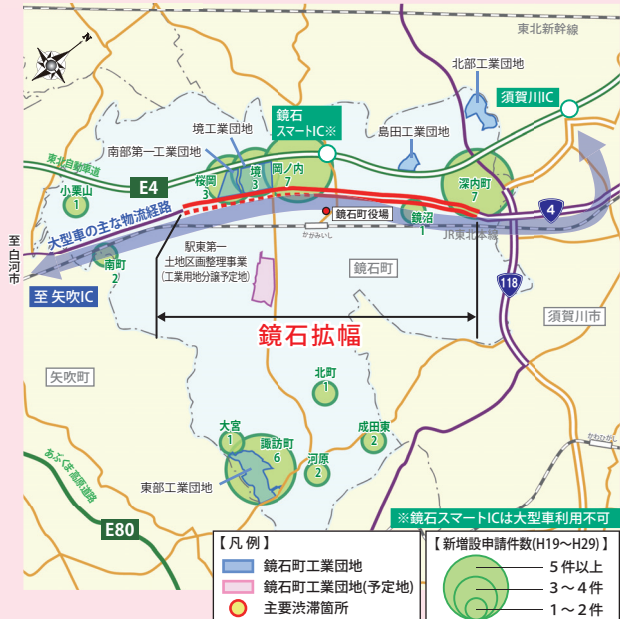 N
東北新幹線
北部工業団地
須賀川IC
鏡石
スマートIC※
境工業団地
島田工業団地
南部第一工業団地
東北自動車道
E4
桜岡
3
境
3
岡ノ内
7
深内町
7
小栗山
1
大型車の主な物流経路
鏡石町役場
鏡沼
1
4
かがみいし
JR東北本線
至白河市
駅東第一
土地区画整理事業
(工業用地分譲予定地)
南町
2
鏡石町
118
至 矢吹IC
須賀川市
鏡石拡幅
矢吹町
北町
1
大宮
1
諏訪町
6
成田東
2
河原
2
かわひがし
あぶくま高原道路
東部工業団地
※鏡石スマートICは大型車利用不可
E80
【凡例】
鏡石町工業団地
鏡石町工業団地(予定地)
主要渋滞箇所
【新増設申請件数(H19～H29)】
5件以上
3～4件
1～2件